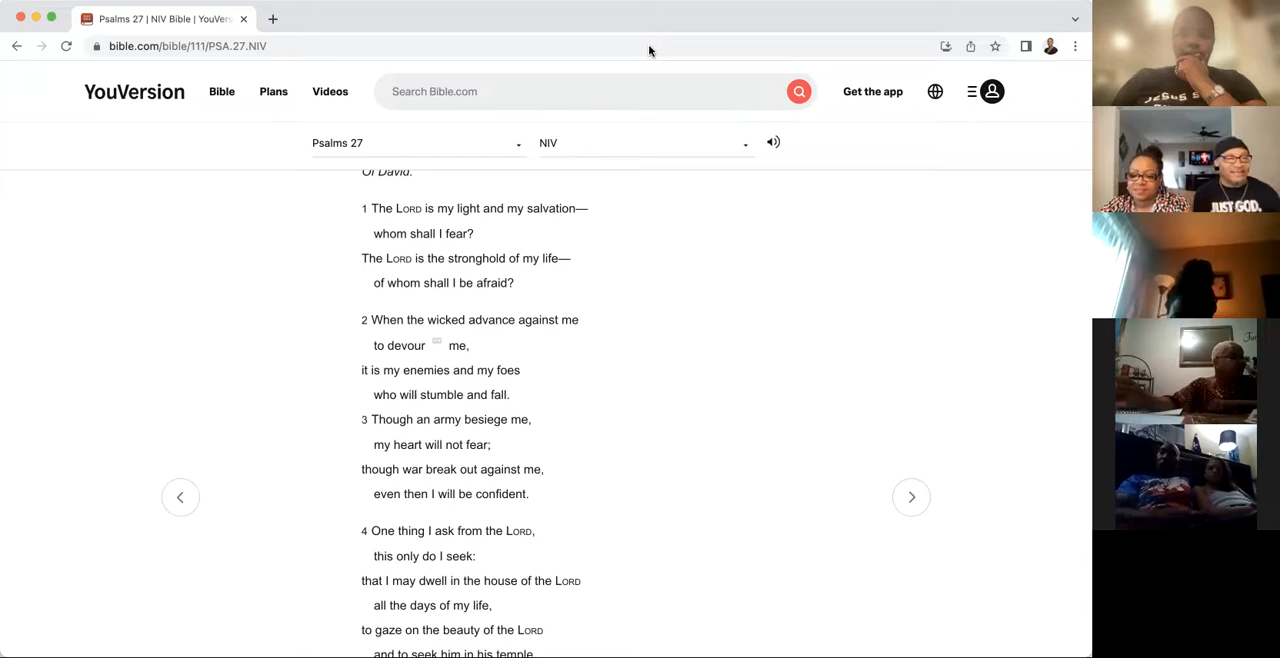 Psalms 27 | NIV Bible | YouVers
bible.com/bible/111/PSA.27.NIV
YouVersion Bible Plans Videos Search Bible.com Get the app
Psalms 27 NIV
Of David.
1 The LORD is my light and my salvation—
whom shall I fear?
The LORD is the stronghold of my life—
of whom shall I be afraid?
2 When the wicked advance against me
to devour me,
it is my enemies and my foes
who will stumble and fall.
3 Though an army besiege me,
my heart will not fear;
though war break out against me,
even then I will be confident.
4 One thing I ask from the LORD,
this only do I seek:
that I may dwell in the house of the LORD
all the days of my life,
to gaze on the beauty of the LORD
and to seek him in his temple.
JESUS
JUST GOD.